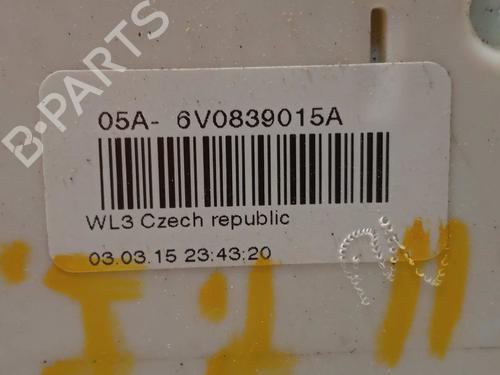 B-PARTS
05A- 6V0839015A
WL3 Czech republic
03.03.15 23:43:20